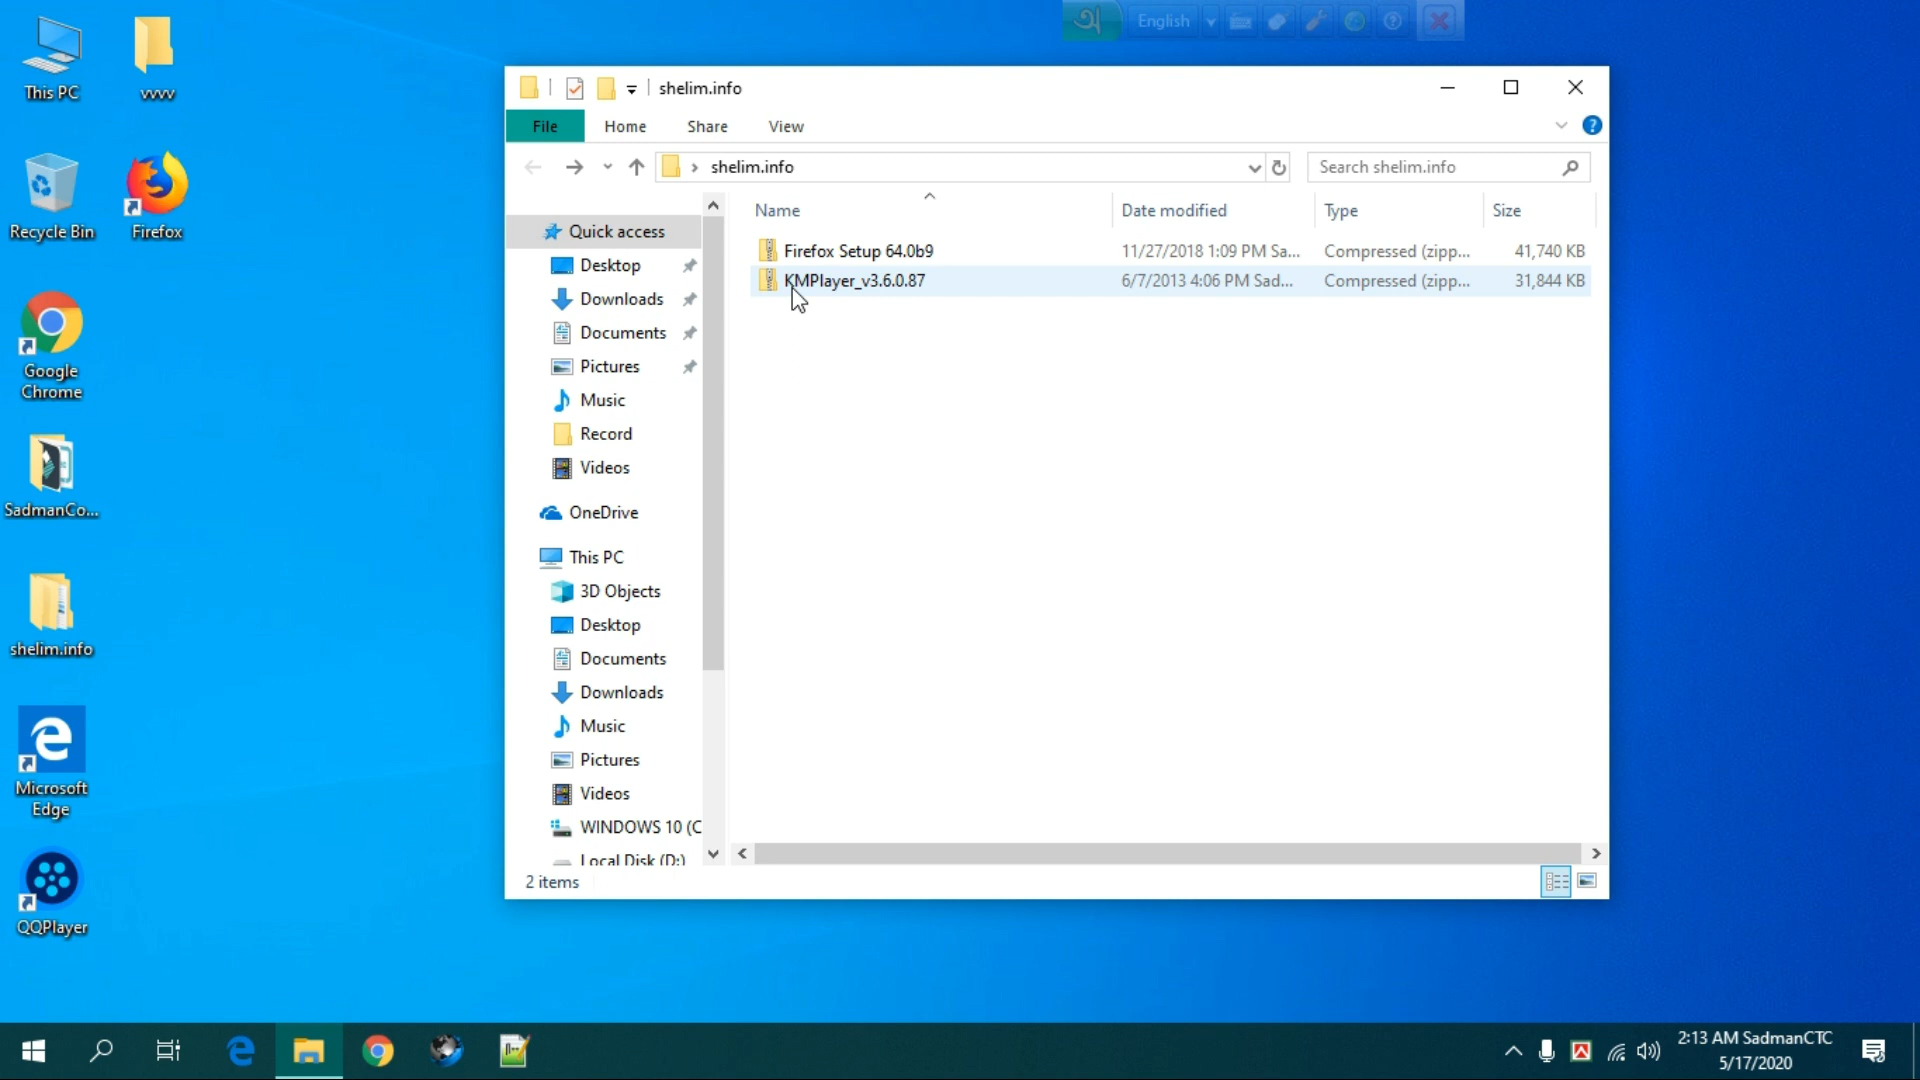 This PC
vvvv
Recycle Bin
Firefox
Google
Chrome
SadmanCo...
shelim.info
Microsoft
Edge
QQPlayer
English
shelim.info
File
Home
Share
View
shelim.info
Search shelim.info
Name
Date modified
Type
Size
Firefox Setup 64.0b9
11/27/2018 1:09 PM Sa...
Compressed (zipp...
41,740 KB
KMPlayer_v3.6.0.87
6/7/2013 4:06 PM Sad...
Compressed (zipp...
31,844 KB
Quick access
Desktop
Downloads
Documents
Pictures
Music
Record
Videos
OneDrive
This PC
3D Objects
Desktop
Documents
Downloads
Music
Pictures
Videos
WINDOWS 10 (C
Local Disk (D:)
2 items
2:13 AM SadmanCTC
5/17/2020